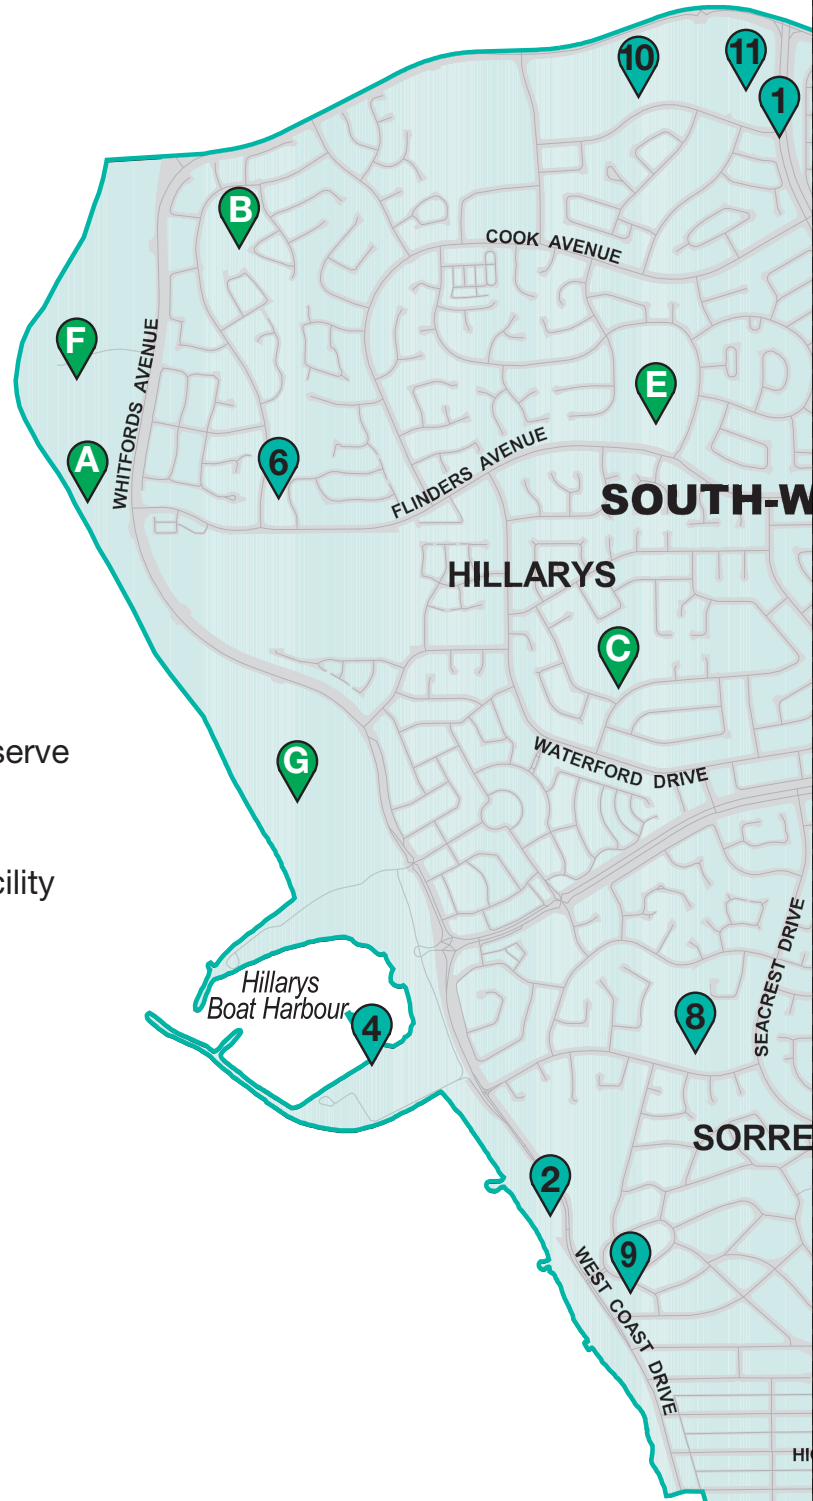 10
11
1
B
COOK AVENUE
F
WHITFORDS AVENUE
E
A
6
FLINDERS AVENUE
SOUTH-W
HILLARYS
C
WATERFORD DRIVE
serve
G
cility
SEACREST DRIVE
Hillarys
Boat Harbour
4
8
SORRE
2
9
WEST COAST DRIVE
HI